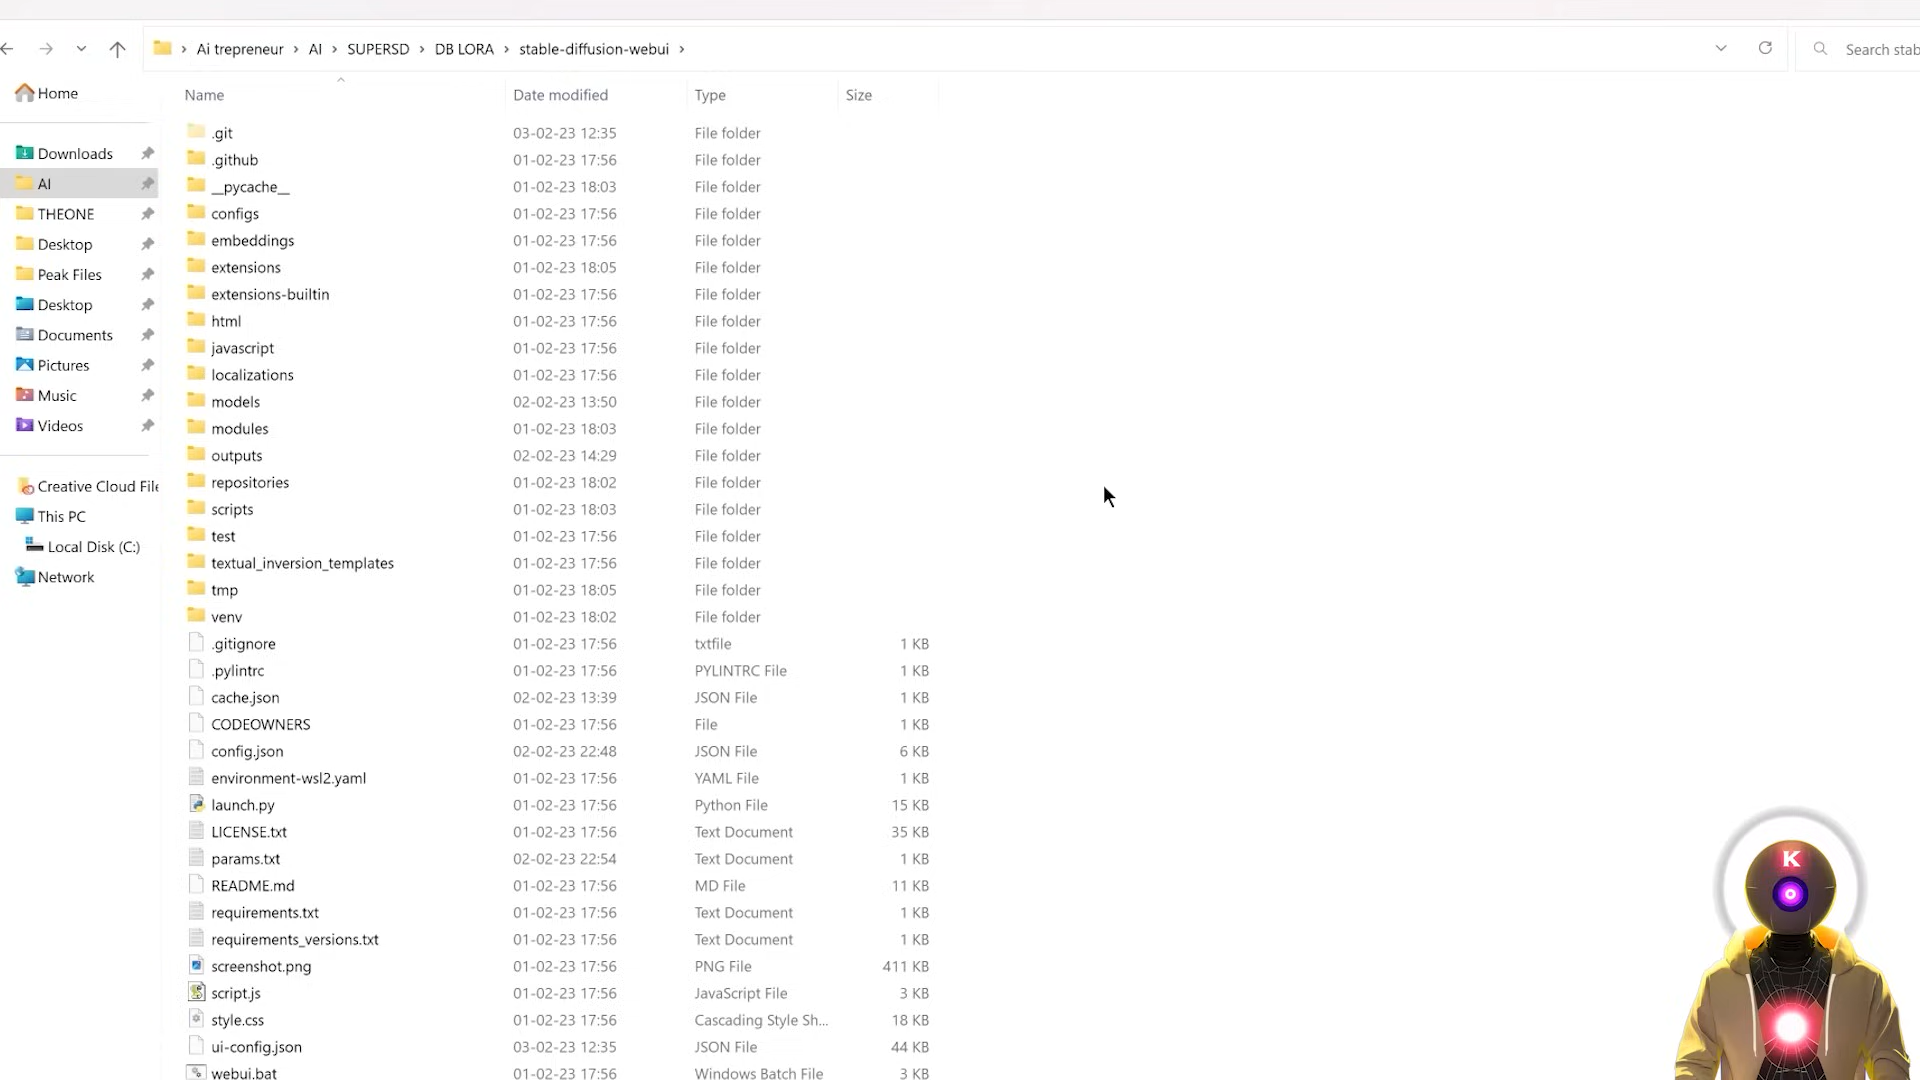 Ai trepreneur > AI > SUPERSD > DB LORA > stable-diffusion-webui >
Search stab
Home
Downloads
AI
THEONE
Desktop
Peak Files
Desktop
Documents
Pictures
Music
Videos
Creative Cloud File
This PC
Local Disk (C:)
Network
Name Date modified Type Size
.git 03-02-23 12:35 File folder
.github 01-02-23 17:56 File folder
__pycache__ 01-02-23 18:03 File folder
configs 01-02-23 17:56 File folder
embeddings 01-02-23 17:56 File folder
extensions 01-02-23 18:05 File folder
extensions-builtin 01-02-23 17:56 File folder
html 01-02-23 17:56 File folder
javascript 01-02-23 17:56 File folder
localizations 01-02-23 17:56 File folder
models 02-02-23 13:50 File folder
modules 01-02-23 18:03 File folder
outputs 02-02-23 14:29 File folder
repositories 01-02-23 18:02 File folder
scripts 01-02-23 18:03 File folder
test 01-02-23 17:56 File folder
textual_inversion_templates 01-02-23 17:56 File folder
tmp 01-02-23 18:05 File folder
venv 01-02-23 18:02 File folder
.gitignore 01-02-23 17:56 txtfile 1 KB
.pylintrc 01-02-23 17:56 PYLINTRC File 1 KB
cache.json 02-02-23 13:39 JSON File 1 KB
CODEOWNERS 01-02-23 17:56 File 1 KB
config.json 02-02-23 22:48 JSON File 6 KB
environment-wsl2.yaml 01-02-23 17:56 YAML File 1 KB
launch.py 01-02-23 17:56 Python File 15 KB
LICENSE.txt 01-02-23 17:56 Text Document 35 KB
params.txt 02-02-23 22:54 Text Document 1 KB
README.md 01-02-23 17:56 MD File 11 KB
requirements.txt 01-02-23 17:56 Text Document 1 KB
requirements_versions.txt 01-02-23 17:56 Text Document 1 KB
screenshot.png 01-02-23 17:56 PNG File 411 KB
script.js 01-02-23 17:56 JavaScript File 3 KB
style.css 01-02-23 17:56 Cascading Style Sh... 18 KB
ui-config.json 03-02-23 12:35 JSON File 44 KB
webui.bat 01-02-23 17:56 Windows Batch File 3 KB
K